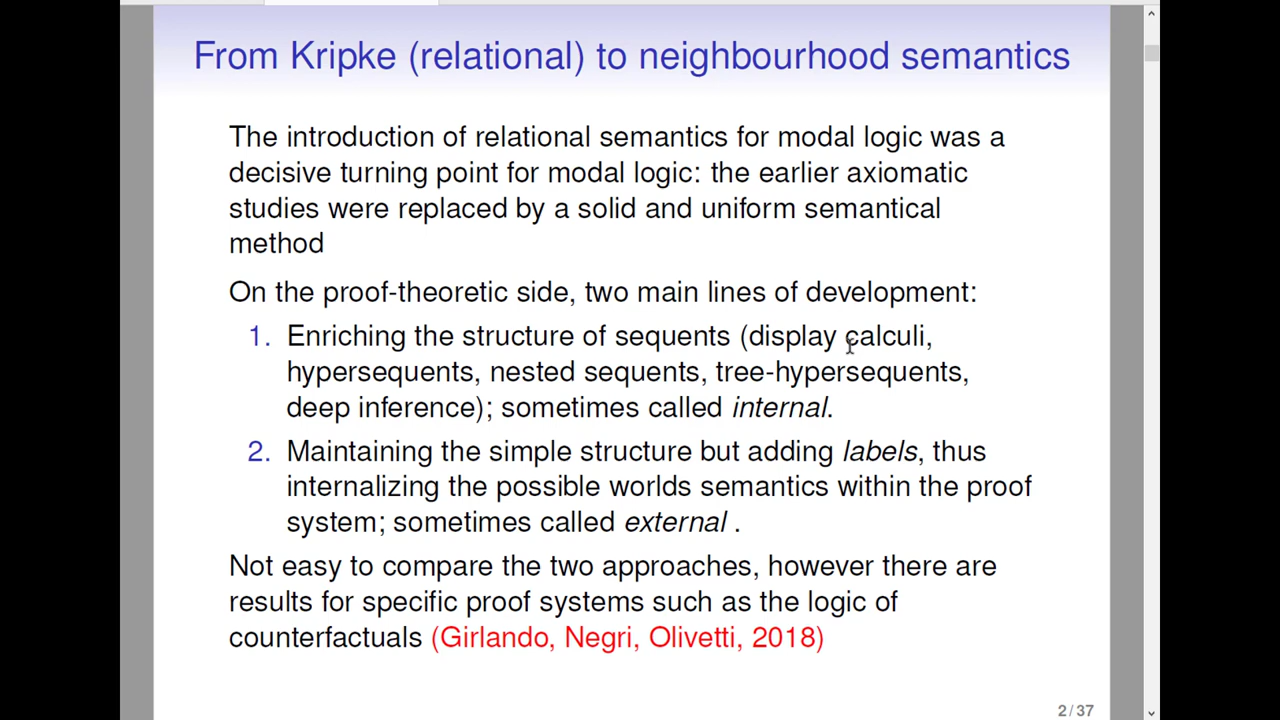 From Kripke (relational) to neighbourhood semantics
The introduction of relational semantics for modal logic was a
decisive turning point for modal logic: the earlier axiomatic
studies were replaced by a solid and uniform semantical
method
On the proof-theoretic side, two main lines of development:
1. Enriching the structure of sequents (display calculi,
hypersequents, nested sequents, tree-hypersequents,
deep inference); sometimes called internal.
2. Maintaining the simple structure but adding labels, thus
internalizing the possible worlds semantics within the proof
system; sometimes called external .
Not easy to compare the two approaches, however there are
results for specific proof systems such as the logic of
counterfactuals (Girlando, Negri, Olivetti, 2018)
2 / 37